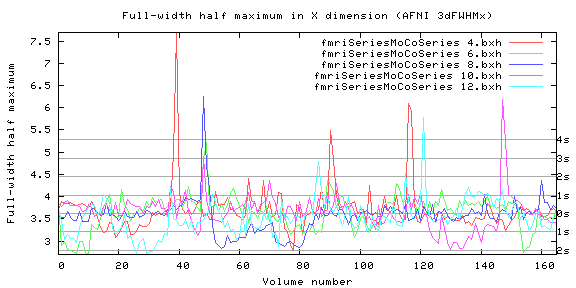 Full-width half maximum in X dimension (AFNI 3dFWHMx)
fmriSeriesMoCoSeries 4.bxh
fmriSeriesMoCoSeries 6.bxh
fmriSeriesMoCoSeries 8.bxh
fmriSeriesMoCoSeries 10.bxh
fmriSeriesMoCoSeries 12.bxh
Full-width half maximum
7.5
7
6.5
6
5.5
5
4.5
4
3.5
3
4s
3s
2s
1s
0s
1s
2s
0 20 40 60 80 100 120 140 160
Volume number